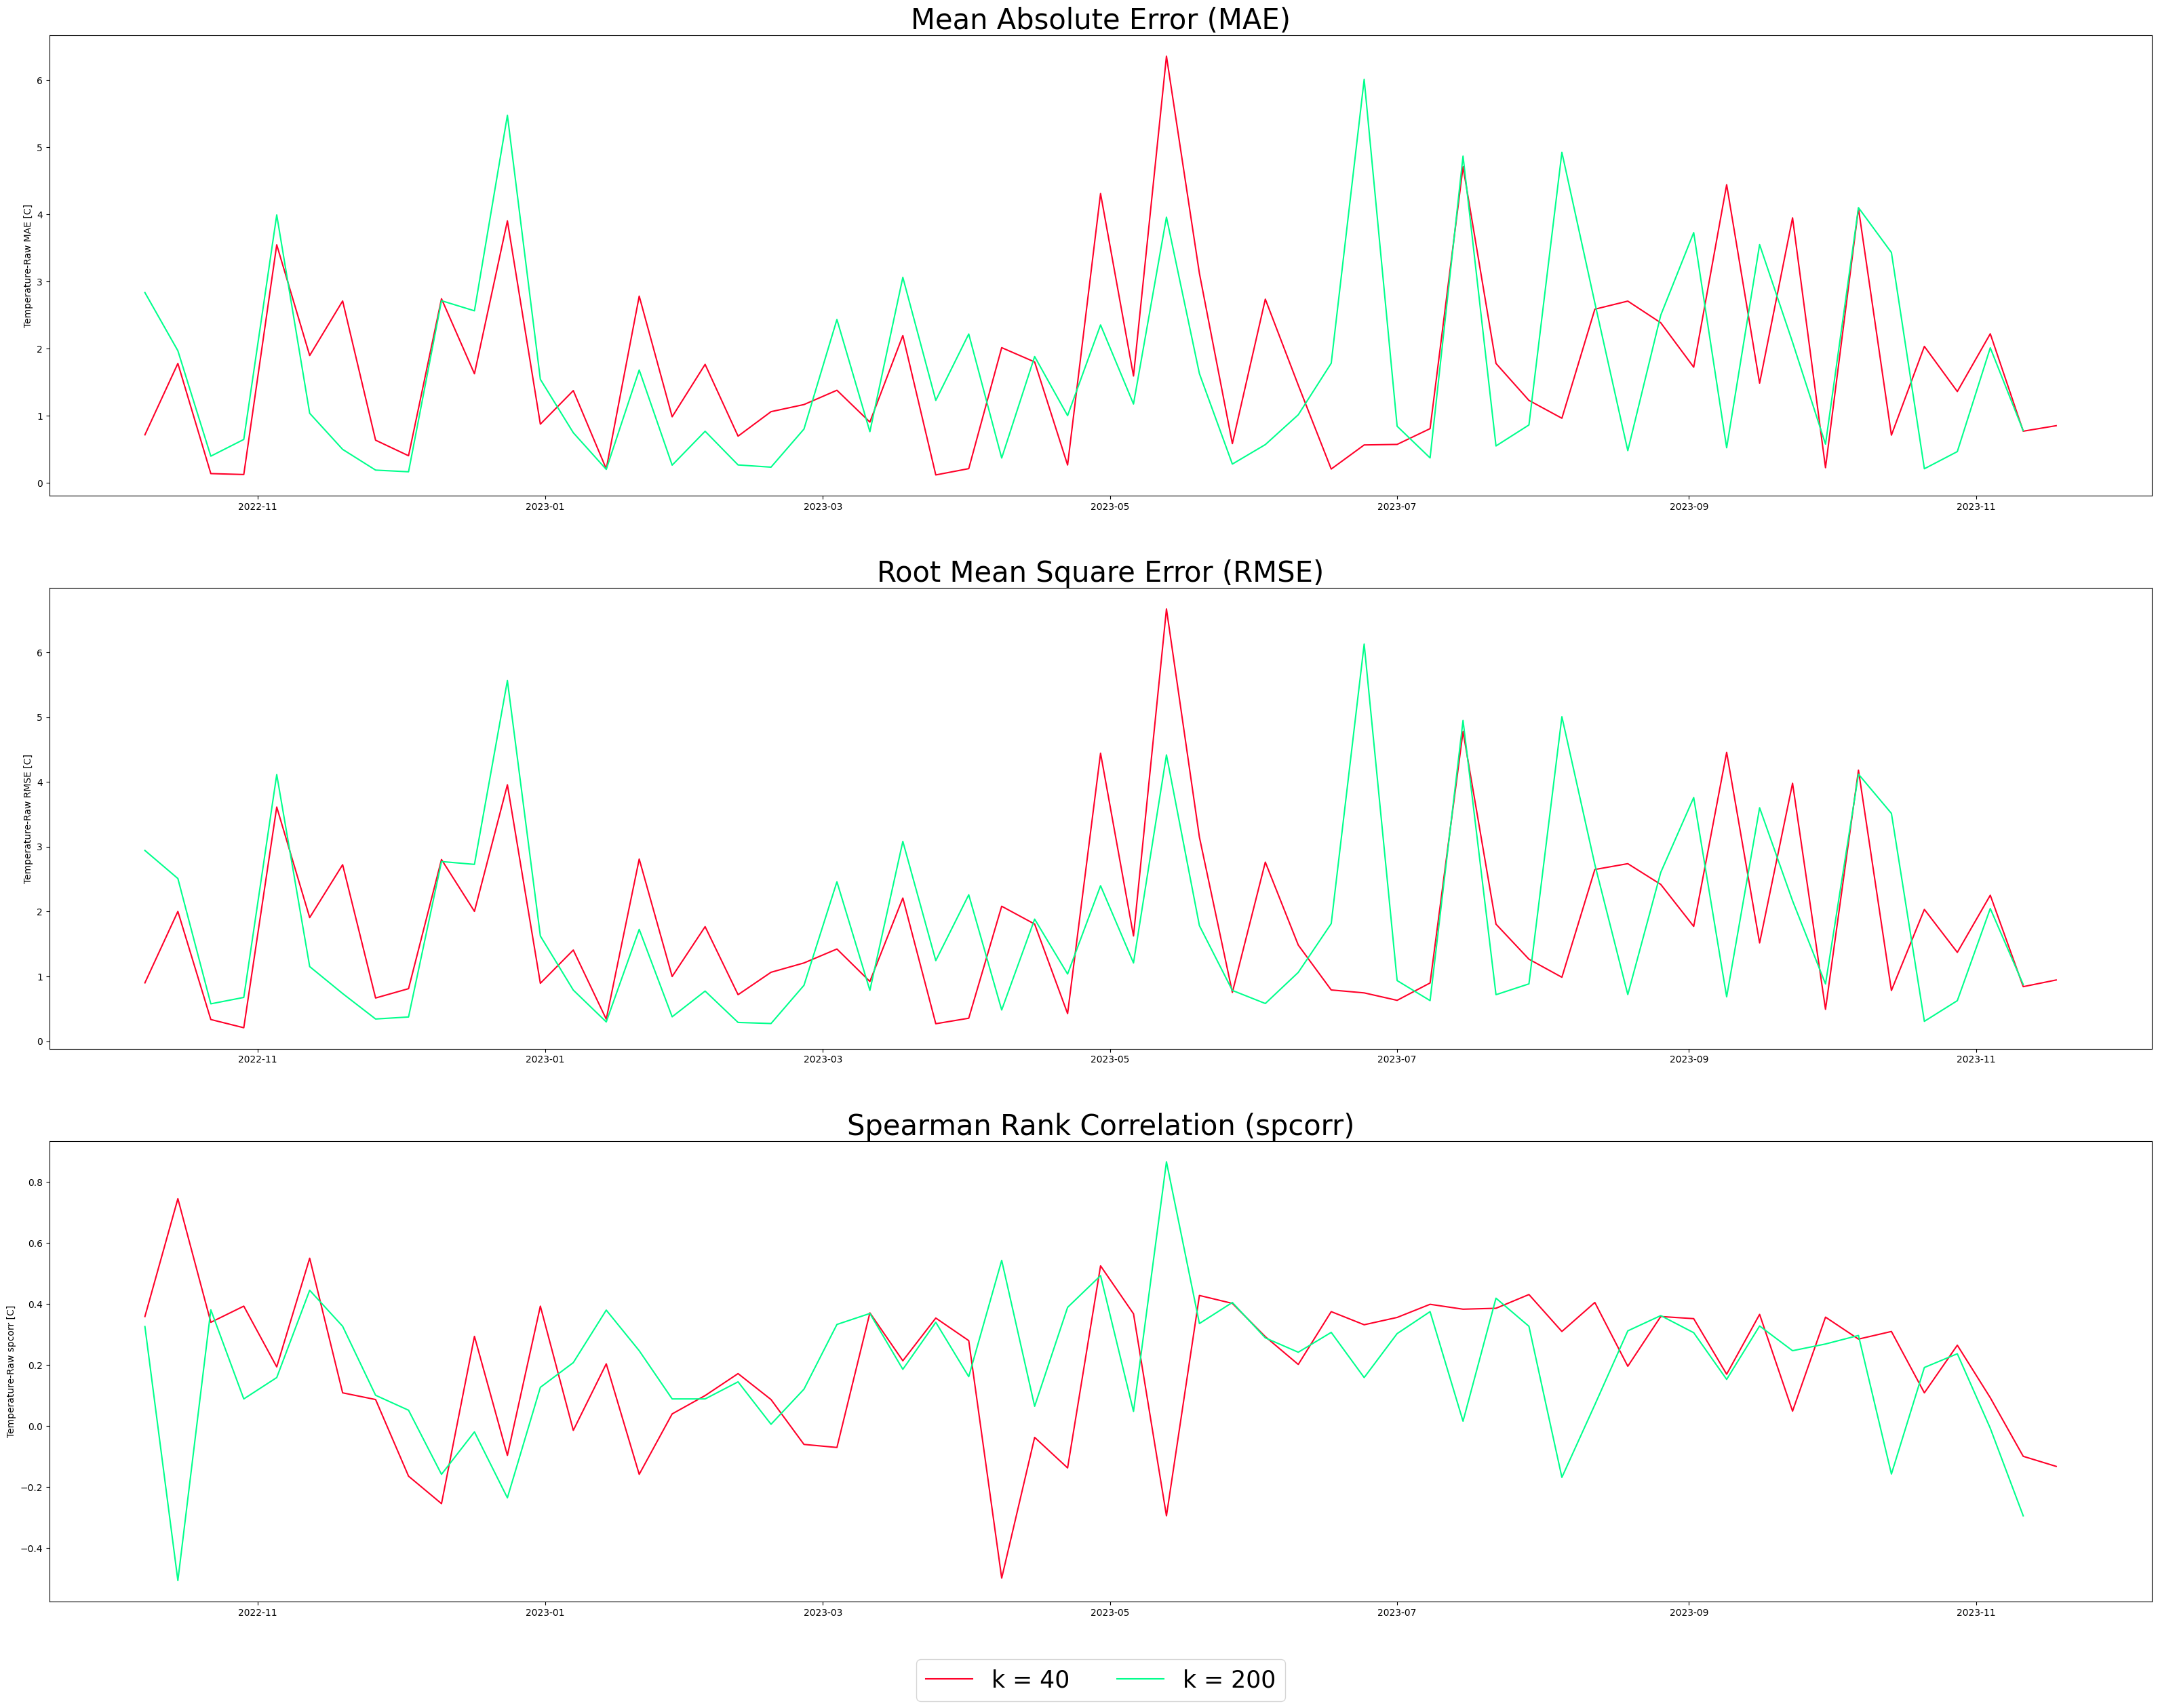 Mean Absolute Error (MAE)
Temperature-Raw MAE [C]
6
5
4
3
2
1
0
2022-11 2023-01 2023-03 2023-05 2023-07 2023-09 2023-11
Root Mean Square Error (RMSE)
Temperature-Raw RMSE [C]
6
5
4
3
2
1
0
2022-11 2023-01 2023-03 2023-05 2023-07 2023-09 2023-11
Spearman Rank Correlation (spcorr)
Temperature-Raw spcorr [C]
0.8
0.6
0.4
0.2
0.0
−0.2
−0.4
2022-11 2023-01 2023-03 2023-05 2023-07 2023-09 2023-11
k = 40 k = 200